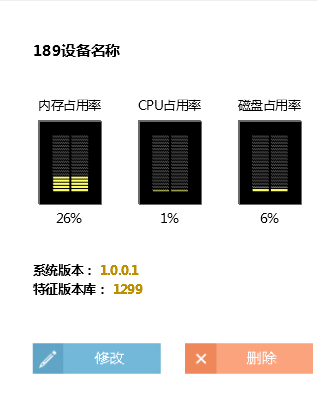 189设备名称
内存占用率 CPU占用率 磁盘占用率
26% 1% 6%
系统版本： 1.0.0.1
特征版本库： 1299
修改 删除